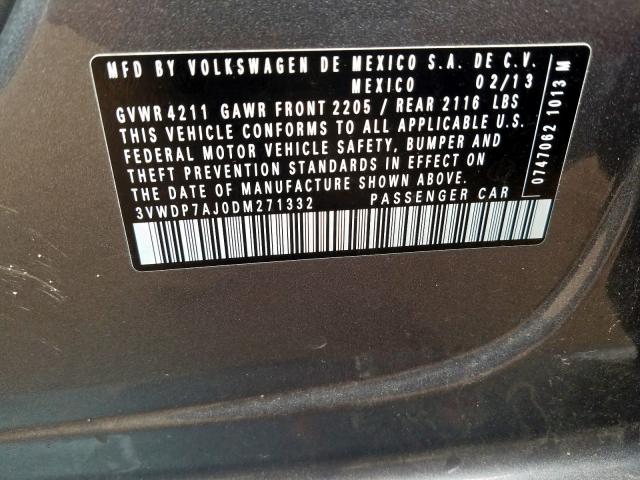 MFD BY VOLKSWAGEN DE MEXICO S.A. DE C.V.
MEXICO 02/13
GVWR 4211 GAWR FRONT 2205 / REAR 2116 LBS
THIS VEHICLE CONFORMS TO ALL APPLICABLE U.S.
FEDERAL MOTOR VEHICLE SAFETY, BUMPER AND
THEFT PREVENTION STANDARDS IN EFFECT ON
THE DATE OF MANUFACTURE SHOWN ABOVE.
3VWDP7AJ0DM271332 PASSENGER CAR
0747062 1013 M